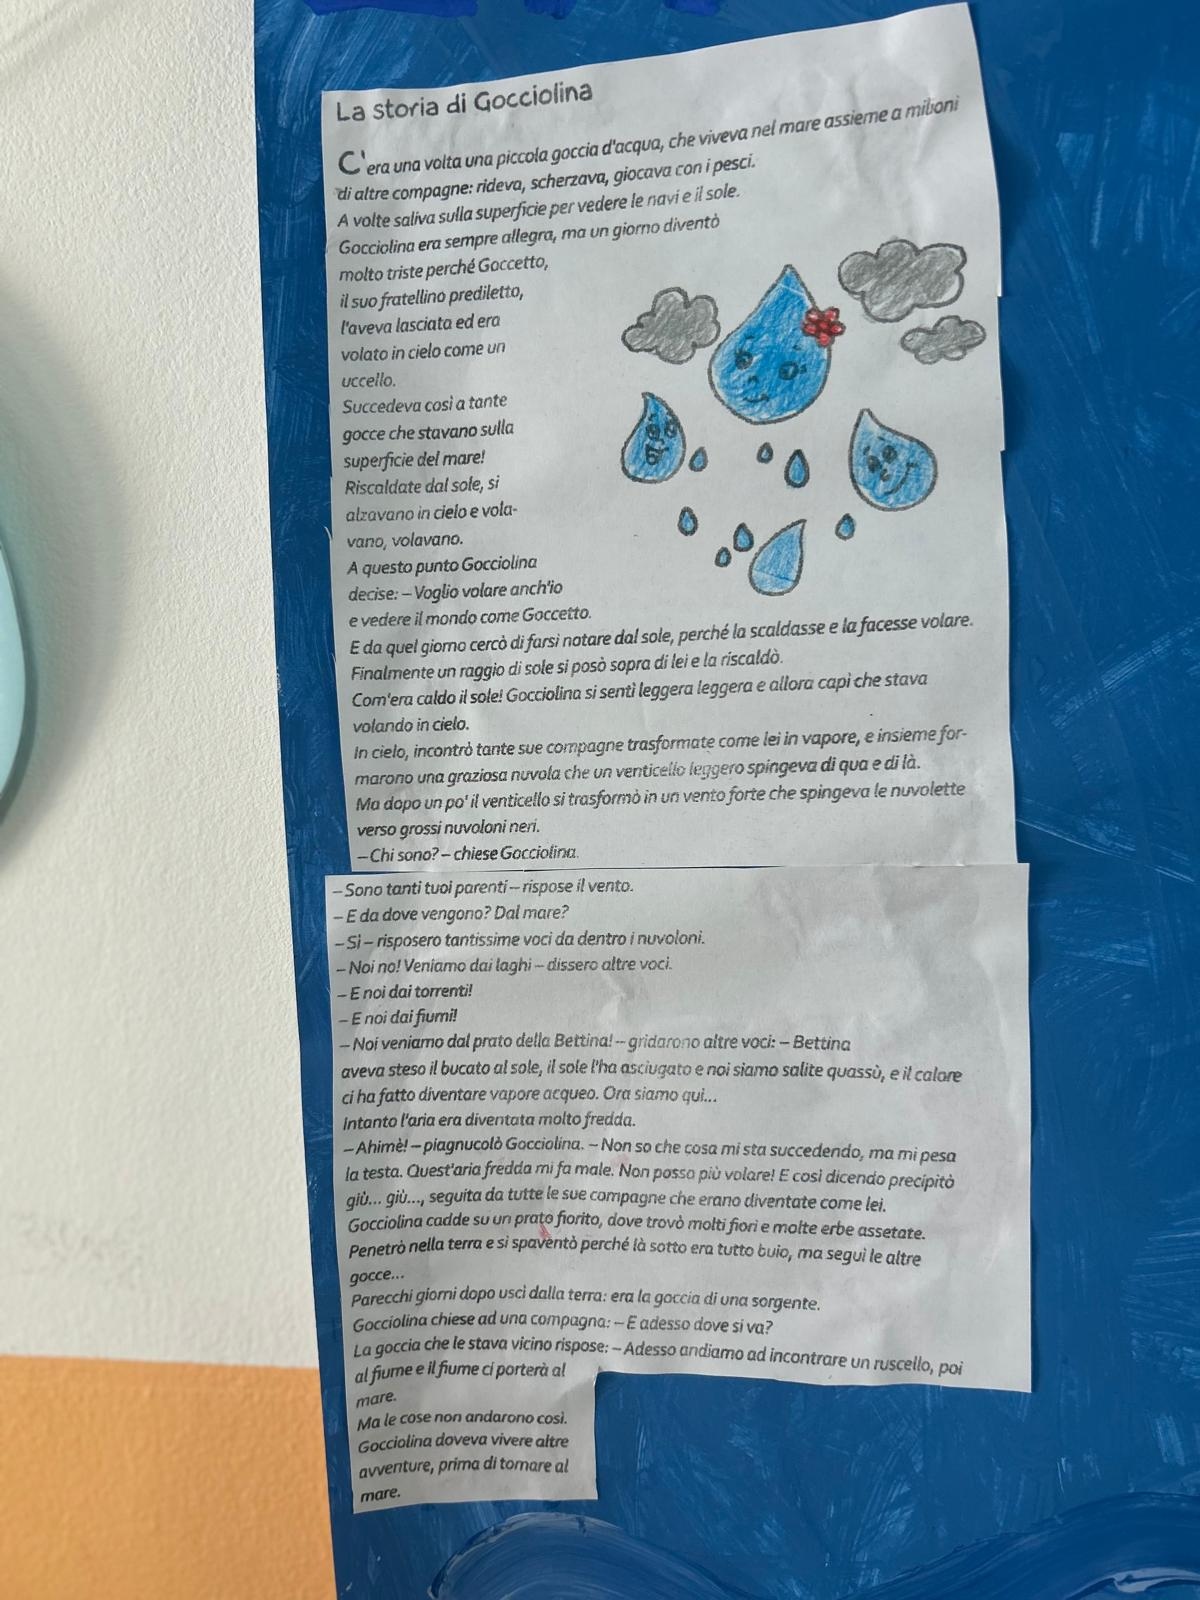 La storia di Gocciolina
C'era una volta una piccola goccia d'acqua, che viveva nel mare assieme a milioni
di altre compagne: rideva, scherzava, giocava con i pesci.
A volte saliva sulla superficie per vedere le navi e il sole.
Gocciolina era sempre allegra, ma un giorno diventò
molto triste perché Goccetto,
il suo fratellino prediletto,
l'aveva lasciata ed era
volato in cielo come un
uccello.
Succedeva così a tante
gocce che stavano sulla
superficie del mare!
Riscaldate dal sole, si
alzavano in cielo e vola-
vano, volavano.
A questo punto Gocciolina
decise: – Voglio volare anch'io
e vedere il mondo come Goccetto.
E da quel giorno cercò di farsi notare dal sole, perché la scaldasse e la facesse volare.
Finalmente un raggio di sole si posò sopra di lei e la riscaldò.
Com'era caldo il sole! Gocciolina si sentì leggera leggera e allora capì che stava
volando in cielo.
In cielo, incontrò tante sue compagne trasformate come lei in vapore, e insieme for-
marono una graziosa nuvola che un venticello leggero spingeva di qua e di là.
Ma dopo un po' il venticello si trasformò in un vento forte che spingeva le nuvolette
verso grossi nuvoloni neri.
– Chi sono? – chiese Gocciolina.
– Sono tanti tuoi parenti – rispose il vento.
– E da dove vengono? Dal mare?
– Sì – risposero tantissime voci da dentro i nuvoloni.
– Noi no! Veniamo dai laghi – dissero altre voci.
– E noi dai torrenti!
– E noi dai fiumi!
– Noi veniamo dal prato della Bettina! – gridarono altre voci: – Bettina
aveva steso il bucato al sole, il sole l'ha asciugato e noi siamo salite quassù, e il calore
ci ha fatto diventare vapore acqueo. Ora siamo qui...
Intanto l'aria era diventata molto fredda.
– Ahimè! – piagnucolò Gocciolina. – Non so che cosa mi sta succedendo, ma mi pesa
la testa. Quest'aria fredda mi fa male. Non posso più volare! E così dicendo precipitò
giù... giù..., seguita da tutte le sue compagne che erano diventate come lei.
Gocciolina cadde su un prato fiorito, dove trovò molti fiori e molte erbe assetate.
Penetrò nella terra e si spaventò perché là sotto era tutto buio, ma seguì le altre
gocce...
Parecchi giorni dopo uscì dalla terra: era la goccia di una sorgente.
Gocciolina chiese ad una compagna: – E adesso dove si va?
La goccia che le stava vicino rispose: – Adesso andiamo ad incontrare un ruscello, poi
al fiume e il fiume ci porterà al
mare.
Ma le cose non andarono così.
Gocciolina doveva vivere altre
avventure, prima di tornare al
mare.